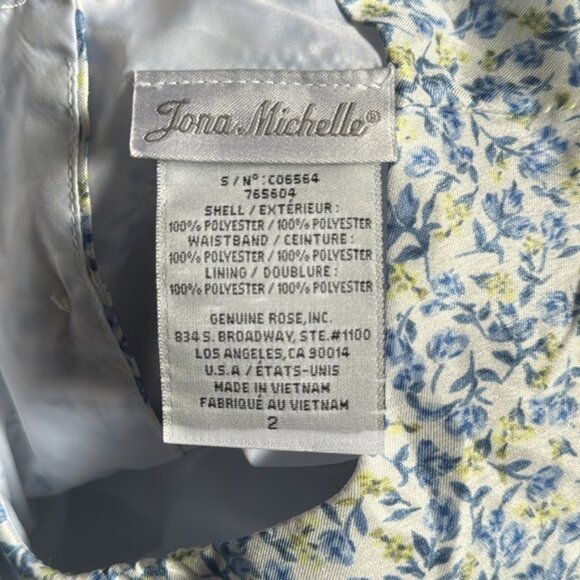 Jona Michelle®
S / N° : C06564
765604
SHELL / EXTÉRIEUR :
100% POLYESTER / 100% POLYESTER
WAISTBAND / CEINTURE :
100% POLYESTER / 100% POLYESTER
LINING / DOUBLURE :
100% POLYESTER / 100% POLYESTER
GENUINE ROSE, INC.
834 S. BROADWAY, STE.#1100
LOS ANGELES, CA 90014
U.S.A / ÉTATS-UNIS
MADE IN VIETNAM
FABRIQUÉ AU VIETNAM
2